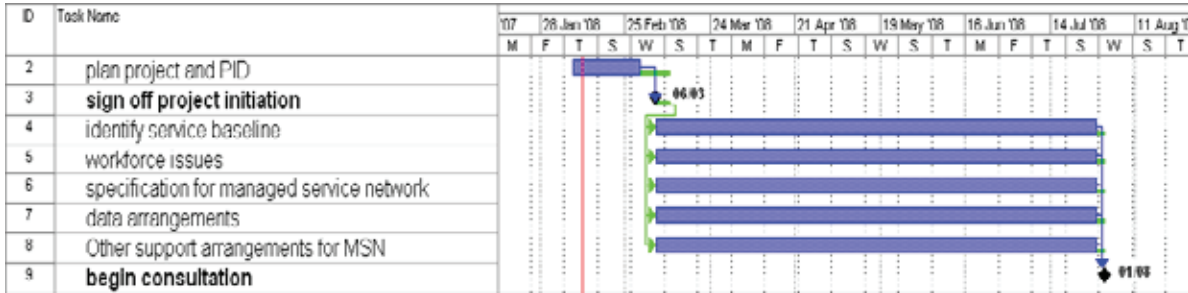 ID Task Name '07 28 Jan '08 25 Feb '08 24 Mar '08 21 Apr '08 19 May '08 16 Jun '08 14 Jul '08 11 Aug
M F T S W S T M F T S W S T M F T S W S T
2 plan project and PID
3 sign off project initiation 06/03
4 identify service baseline
5 workforce issues
6 specification for managed service network
7 data arrangements
8 Other support arrangements for MSN
9 begin consultation 01/08